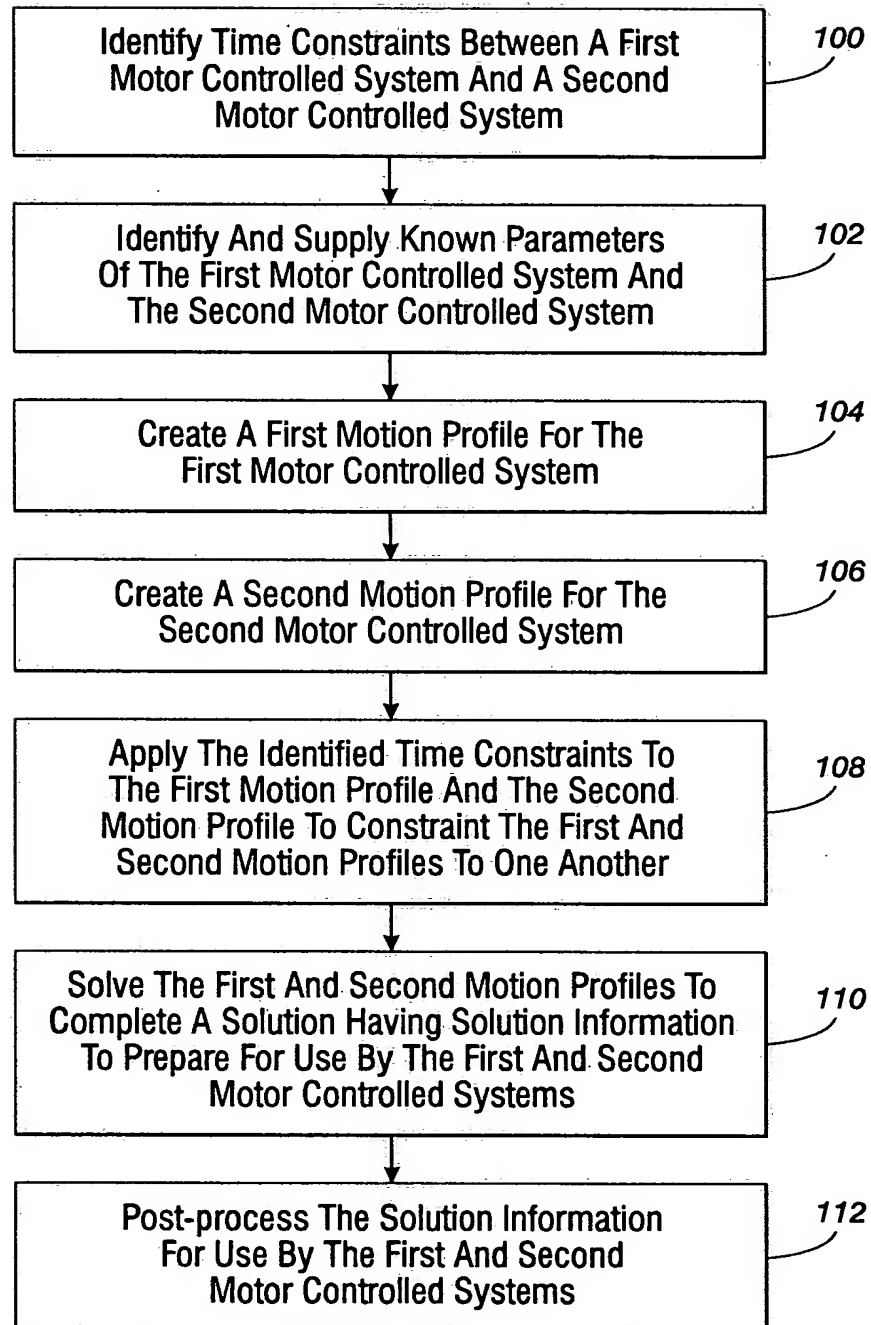 Identify Time Constraints Between A First
Motor Controlled System And A Second
Motor Controlled System
100
Identify And Supply Known Parameters
Of The First Motor Controlled System And
The Second Motor Controlled System
102
Create A First Motion Profile For The
First Motor Controlled System
104
Create A Second Motion Profile For The
Second Motor Controlled System
106
Apply The Identified Time Constraints To
The First Motion Profile And The Second
Motion Profile To Constraint The First And
Second Motion Profiles To One Another
108
Solve The First And Second Motion Profiles To
Complete A Solution Having Solution Information
To Prepare For Use By The First And Second
Motor Controlled Systems
110
Post-process The Solution Information
For Use By The First And Second
Motor Controlled Systems
112